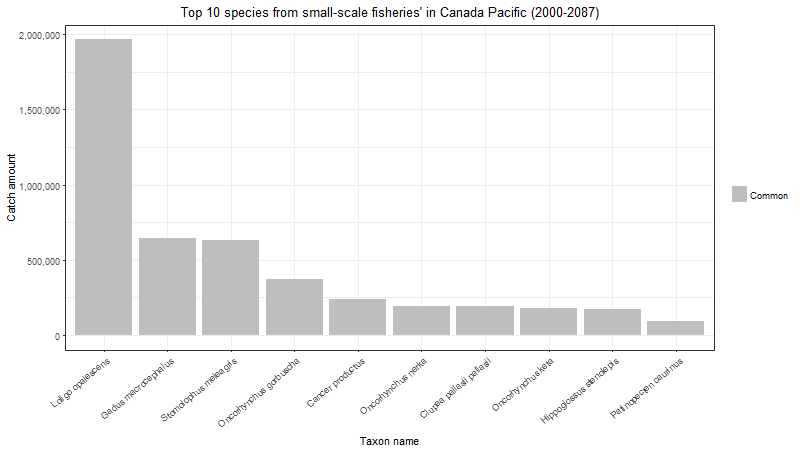 Top 10 species from small-scale fisheries' in Canada Pacific (2000-2087)
2,000,000
1,500,000
1,000,000
500,000
0
Catch amount
Common
Loligo opalescens
Gadus macrocephalus
Stomolophus meleagris
Oncorhynchus gorbuscha
Cancer productus
Oncorhynchus nerka
Clupea pallasii pallasii
Oncorhynchus keta
Hippoglossus stenolepis
Patinopecten caurinus
Taxon name